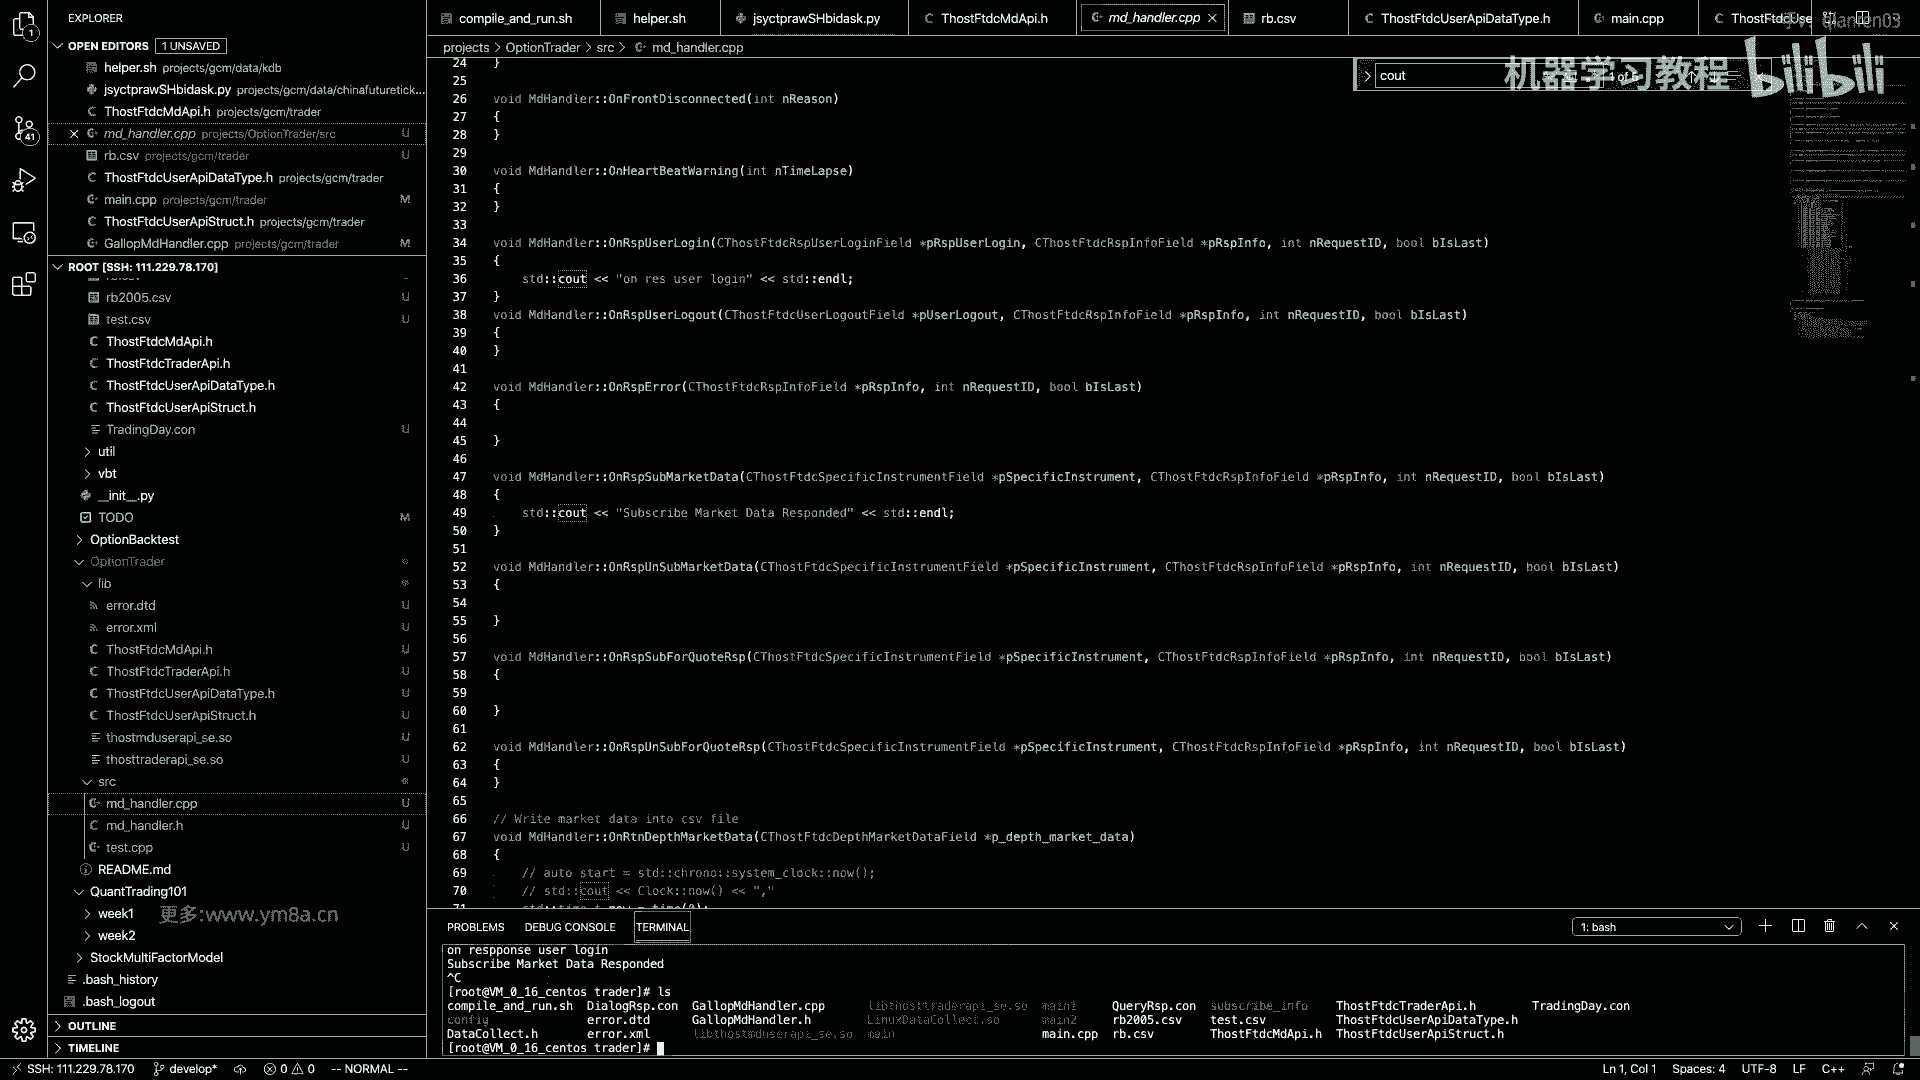 EXPLORER
OPEN EDITORS 1 UNSAVED
helper.sh projects/gcm/data/kdb
jsyctprawSHbidask.py projects/gcm/data/chinafuturetick...
ThostFtdcMdApi.h projects/gcm/trader
md_handler.cpp projects/OptionTrader/src U
rb.csv projects/gcm/trader U
ThostFtdcUserApiDataType.h projects/gcm/trader
main.cpp projects/gcm/trader M
ThostFtdcUserApiStruct.h projects/gcm/trader
GallopMdHandler.cpp projects/gcm/trader M
ROOT [SSH: 111.229.78.170]
rb2005.csv U
test.csv U
ThostFtdcMdApi.h
ThostFtdcTraderApi.h
ThostFtdcUserApiDataType.h
ThostFtdcUserApiStruct.h
TradingDay.con U
util
vbt
__init__.py
TODO M
OptionBacktest
OptionTrader
lib
error.dtd U
error.xml U
ThostFtdcMdApi.h U
ThostFtdcTraderApi.h U
ThostFtdcUserApiDataType.h U
ThostFtdcUserApiStruct.h U
thostmduserapi_se.so U
thosttraderapi_se.so U
src
md_handler.cpp U
md_handler.h U
test.cpp U
README.md
QuantTrading101
week1
更多:www.ym8a.cn
week2
StockMultiFactorModel
.bash_history
.bash_logout
OUTLINE
TIMELINE
compile_and_run.sh helper.sh jsyctprawSHbidask.py ThostFtdcMdApi.h md_handler.cpp rb.csv ThostFtdcUserApiDataType.h main.cpp ThostFtdcUse
projects > OptionTrader > src > md_handler.cpp
cout
机器学习教程 bilibili
24 }
25
26 void MdHandler::OnFrontDisconnected(int nReason)
27 {
28 }
29
30 void MdHandler::OnHeartBeatWarning(int nTimeLapse)
31 {
32 }
33
34 void MdHandler::OnRspUserLogin(CThostFtdcRspUserLoginField *pRspUserLogin, CThostFtdcRspInfoField *pRspInfo, int nRequestID, bool bIsLast)
35 {
36 std::cout << "on res user login" << std::endl;
37 }
38 void MdHandler::OnRspUserLogout(CThostFtdcUserLogoutField *pUserLogout, CThostFtdcRspInfoField *pRspInfo, int nRequestID, bool bIsLast)
39 {
40 }
41
42 void MdHandler::OnRspError(CThostFtdcRspInfoField *pRspInfo, int nRequestID, bool bIsLast)
43 {
44
45 }
46
47 void MdHandler::OnRspSubMarketData(CThostFtdcSpecificInstrumentField *pSpecificInstrument, CThostFtdcRspInfoField *pRspInfo, int nRequestID, bool bIsLast)
48 {
49 std::cout << "Subscribe Market Data Responded" << std::endl;
50 }
51
52 void MdHandler::OnRspUnSubMarketData(CThostFtdcSpecificInstrumentField *pSpecificInstrument, CThostFtdcRspInfoField *pRspInfo, int nRequestID, bool bIsLast)
53 {
54
55 }
56
57 void MdHandler::OnRspSubForQuoteRsp(CThostFtdcSpecificInstrumentField *pSpecificInstrument, CThostFtdcRspInfoField *pRspInfo, int nRequestID, bool bIsLast)
58 {
59
60 }
61
62 void MdHandler::OnRspUnSubForQuoteRsp(CThostFtdcSpecificInstrumentField *pSpecificInstrument, CThostFtdcRspInfoField *pRspInfo, int nRequestID, bool bIsLast)
63 {
64 }
65
66 // Write market data into csv file
67 void MdHandler::OnRtnDepthMarketData(CThostFtdcDepthMarketDataField *p_depth_market_data)
68 {
69 // auto start = std::chrono::system_clock::now();
70 // std::cout << Clock::now() << ","
PROBLEMS DEBUG CONSOLE TERMINAL 1: bash
on respponse user login
Subscribe Market Data Responded
^C
[root@VM_0_16_centos trader]# ls
compile_and_run.sh DialogRsp.con GallopMdHandler.cpp libthosttraderapi_se.so main1 QueryRsp.con subscribe_info ThostFtdcTraderApi.h TradingDay.con
config error.dtd GallopMdHandler.h LinuxDataCollect.so main2 rb2005.csv test.csv ThostFtdcUserApiDataType.h
DataCollect.h error.xml libthostmduserapi_se.so main main.cpp rb.csv ThostFtdcMdApi.h ThostFtdcUserApiStruct.h
[root@VM_0_16_centos trader]#
SSH: 111.229.78.170 develop* 0 0 -- NORMAL -- Ln 1, Col 1 Spaces: 4 UTF-8 LF C++